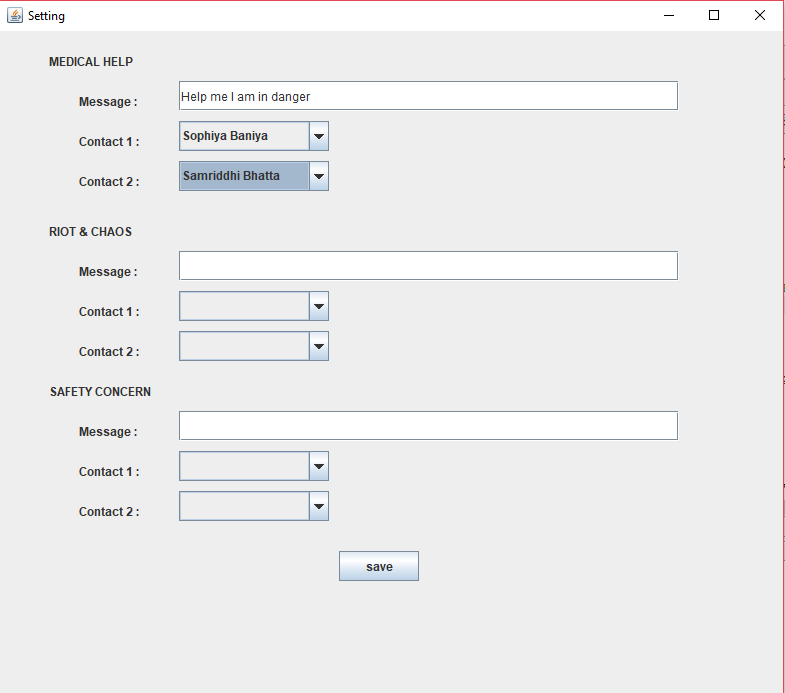 Setting
MEDICAL HELP
Message : Help me I am in danger
Contact 1 : Sophiya Baniya
Contact 2 : Samriddhi Bhatta
RIOT & CHAOS
Message :
Contact 1 :
Contact 2 :
SAFETY CONCERN
Message :
Contact 1 :
Contact 2 :
save